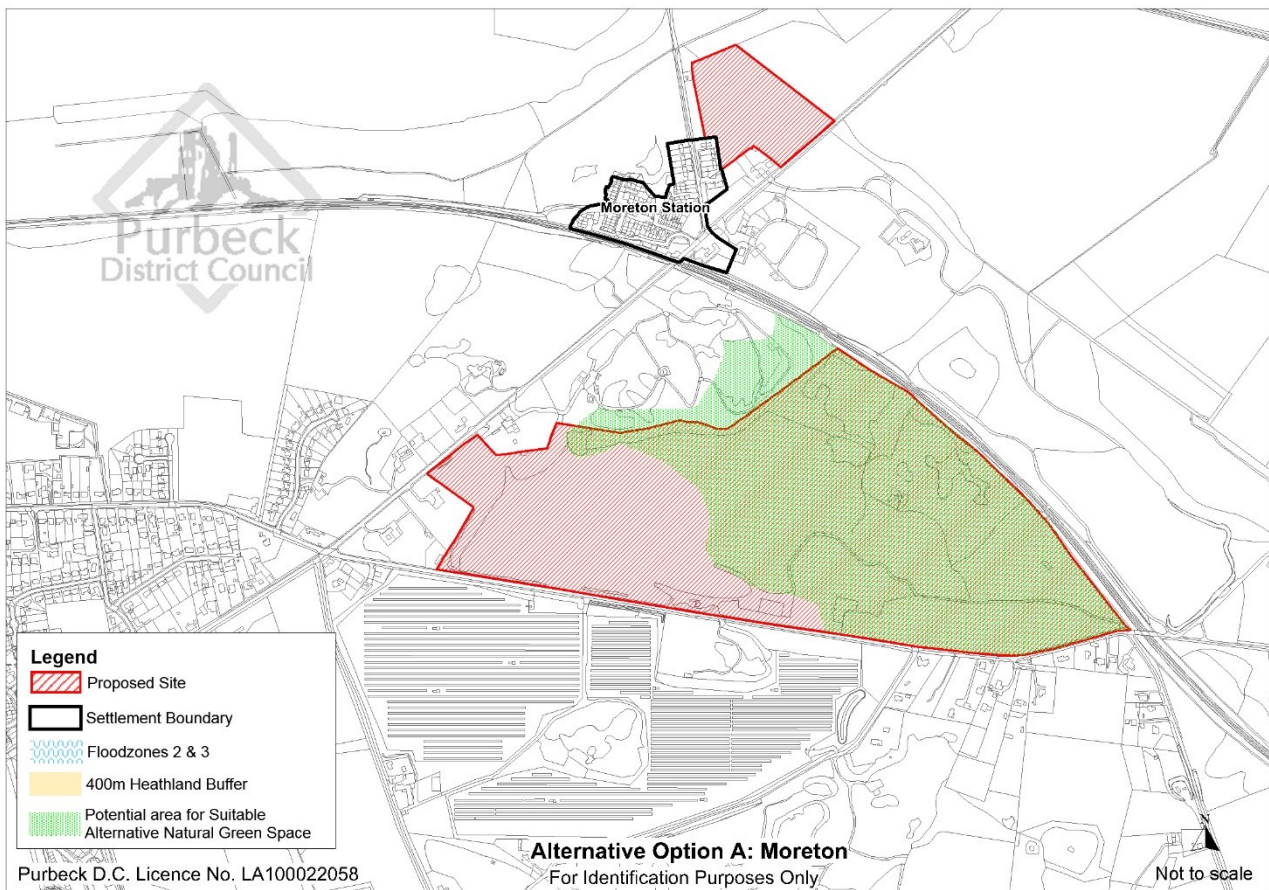 Purbeck
District Council
Moreton Station
Legend
Proposed Site
Settlement Boundary
Floodzones 2 & 3
400m Heathland Buffer
Potential area for Suitable
Alternative Natural Green Space
Purbeck D.C. Licence No. LA100022058
Alternative Option A: Moreton
For Identification Purposes Only
N
Not to scale